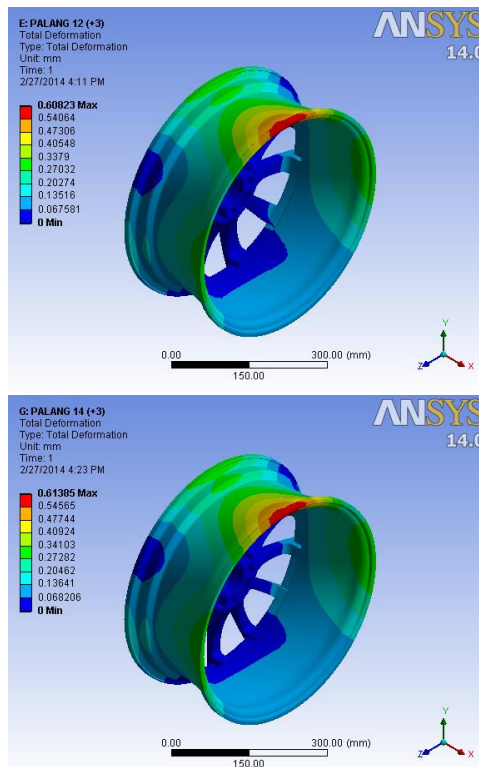 E: PALANG 12 (+3)
Total Deformation
Type: Total Deformation
Unit: mm
Time: 1
2/27/2014 4:11 PM
0.60823 Max
0.54064
0.47306
0.40548
0.3379
0.27032
0.20274
0.13516
0.067581
0 Min
ANSYS
14.0
0.00
300.00 (mm)
150.00
Y
Z
X
G: PALANG 14 (+3)
Total Deformation
Type: Total Deformation
Unit: mm
Time: 1
2/27/2014 4:23 PM
0.61385 Max
0.54565
0.47744
0.40924
0.34103
0.27282
0.20462
0.13641
0.068206
0 Min
ANSYS
14.0
0.00
300.00 (mm)
150.00
Y
Z
X